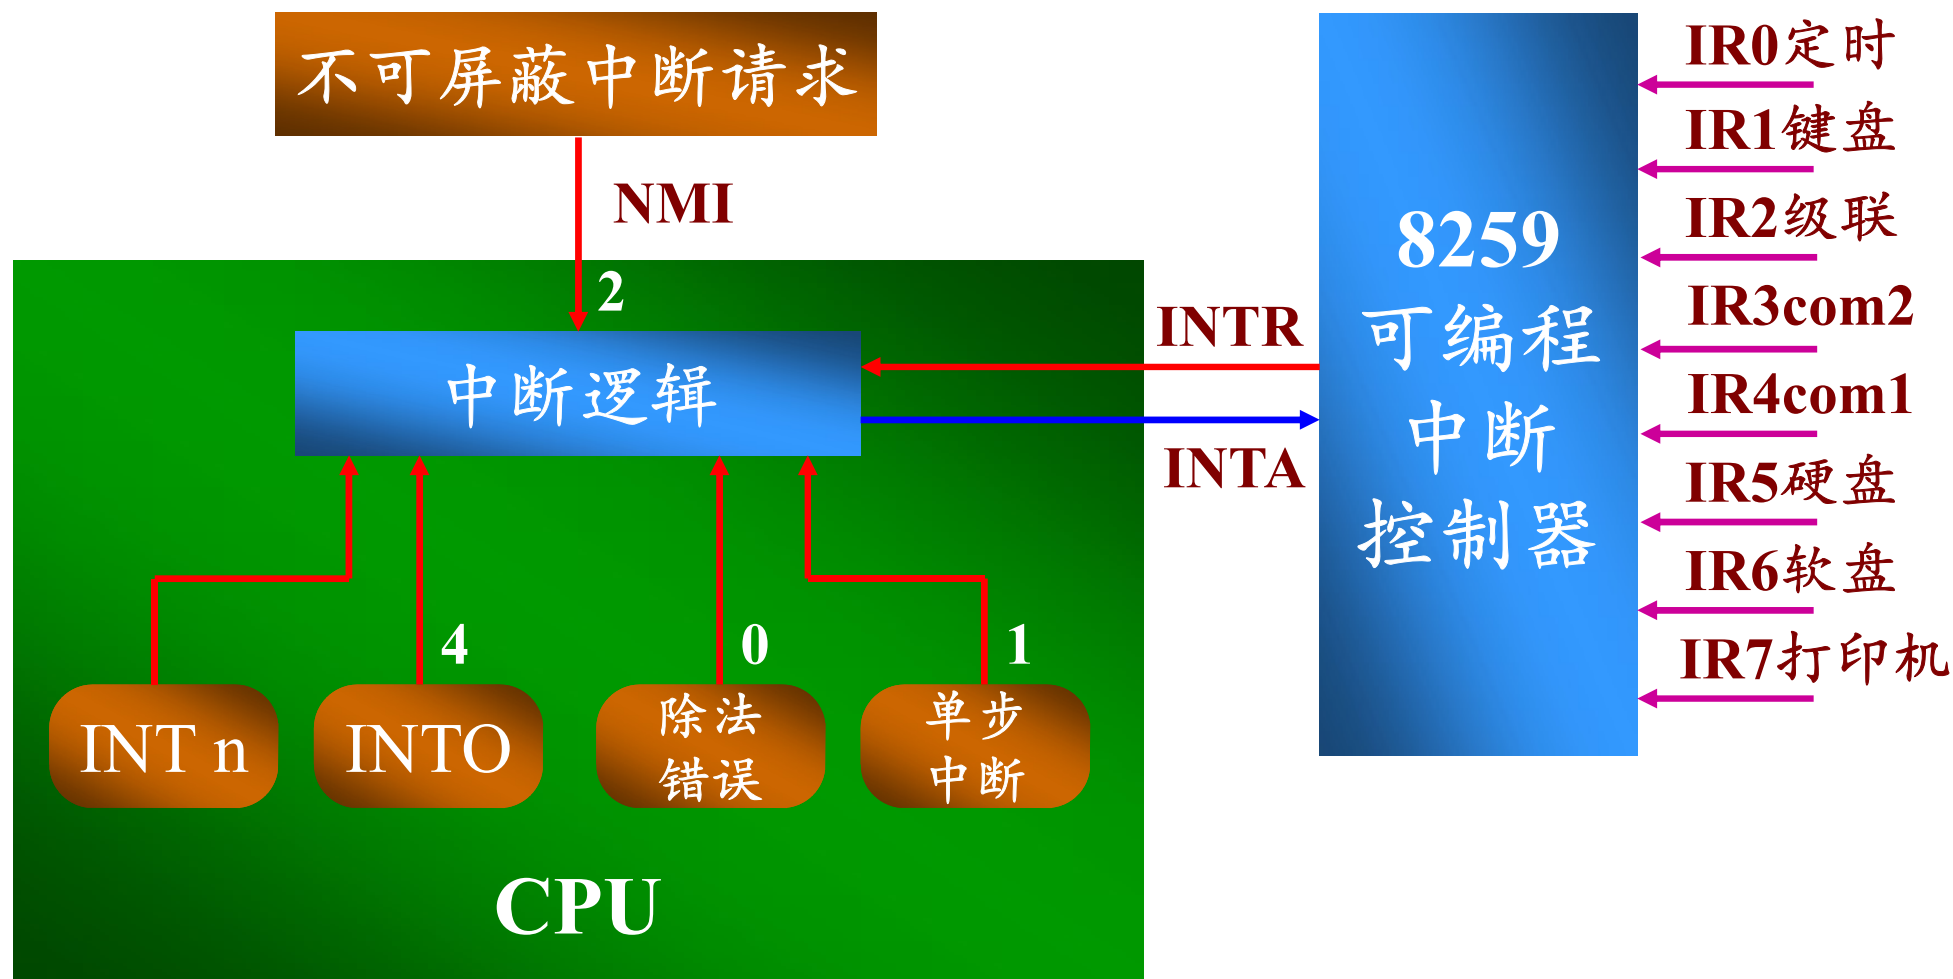 不可屏蔽中断请求
NMI
2
中断逻辑
INTR
INTA
4
0
1
INT n
INTO
除法
错误
单步
中断
CPU
8259
可编程
中断
控制器
IR0定时
IR1键盘
IR2级联
IR3com2
IR4com1
IR5硬盘
IR6软盘
IR7打印机